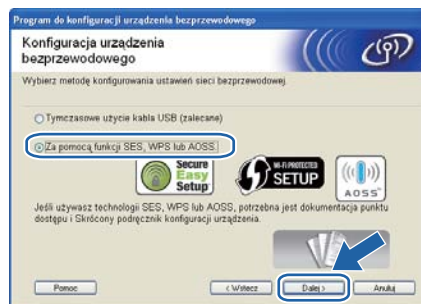 Program do konfiguracji urządzenia bezprzewodowego
Konfiguracja urządzenia
bezprzewodowego
Wybierz metodę konfigurowania ustawień sieci bezprzewodowej.
Tymczasowe użycie kabla USB (zalecane)
Za pomocą funkcji SES, WPS lub AOSS
Secure
Easy
Setup
WI-FI PROTECTED
SETUP
AOSS
Jeśli używasz technologii SES, WPS lub AOSS, potrzebna jest dokumentacja punktu
dostępu i Skrócony podręcznik konfiguracji urządzenia.
Pomoc
< Wstecz
Dalej >
Anuluj